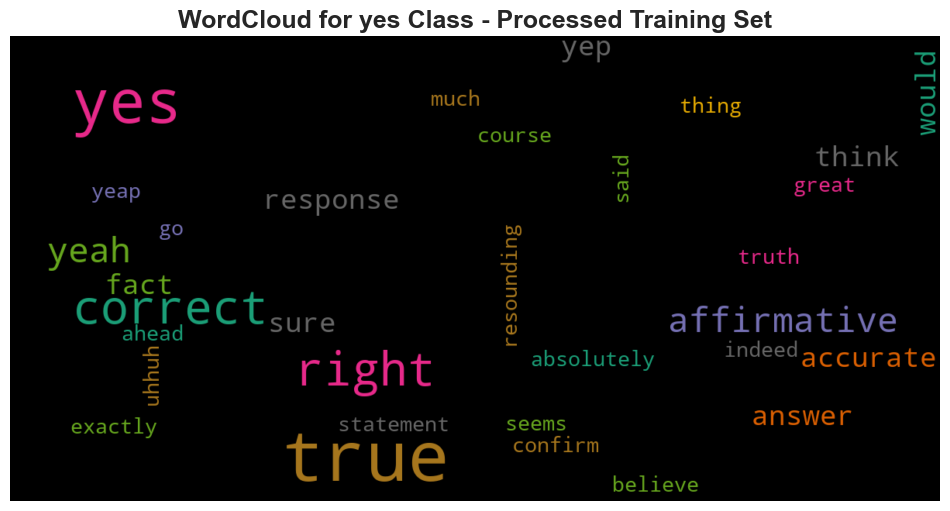 WordCloud for yes Class - Processed Training Set
yep
would
yes
much
thing
course
think
said
great
yeap
response
go
resounding
yeah
truth
fact
correct
affirmative
sure
ahead
indeed
uhhuh
right
absolutely
accurate
answer
exactly
statement
seems
true
confirm
believe